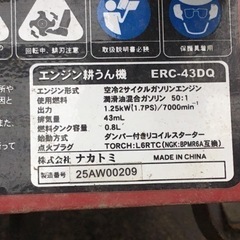 回転中、耕刃注意
取扱説明書必読
保護具着用
エンジン耕うん機 ERC-43DQ
エンジン形式 空冷2サイクルガソリンエンジン
使用燃料 潤滑油混合ガソリン 50:1
出力 1.25kW(1.7PS)/7000min
排気量 43mL
燃料タンク容量 0.8L
始動方式 ダンパー付きリコイルスターター
点火プラグ TORCH:L6RTC(NGK:BPMR6A互換)
株式会社 ナカトミ MADE IN CHINA
製造番号 25AW00209